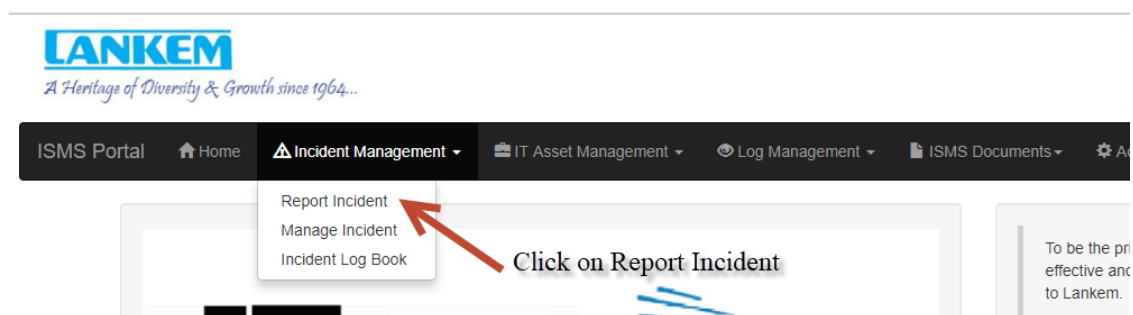 LANKEM
A Heritage of Diversity & Growth since 1964...
ISMS Portal Home Incident Management IT Asset Management Log Management ISMS Documents
Report Incident
Manage Incident
Incident Log Book
Click on Report Incident
To be the
effective and
to Lankem.